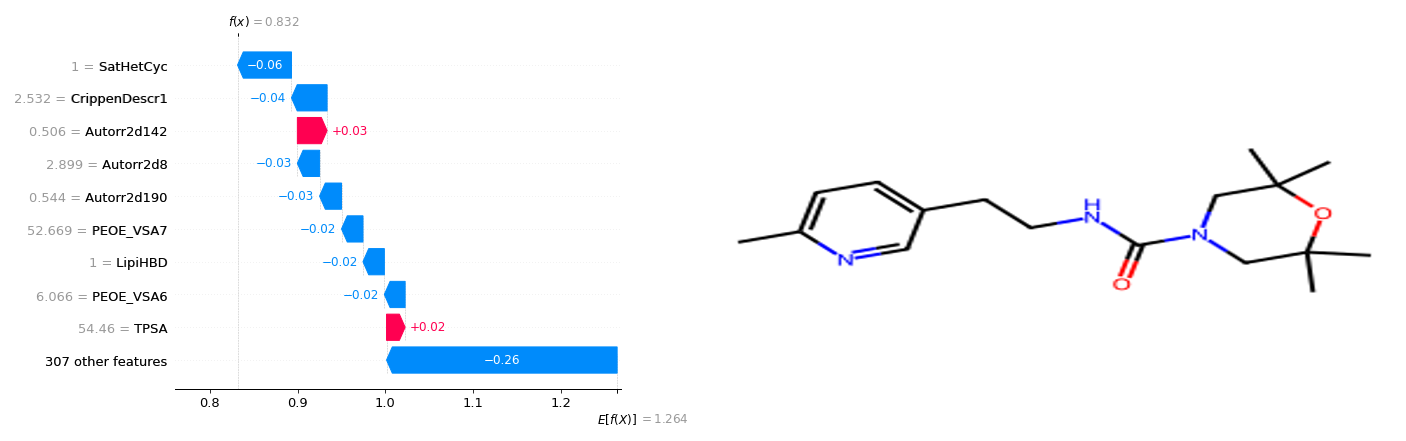 f(x) = 0.832
1 = SatHetCyc −0.06
2.532 = CrippenDescr1 −0.04
0.506 = Autorr2d142 +0.03
2.899 = Autorr2d8 −0.03
0.544 = Autorr2d190 −0.03
52.669 = PEOE_VSA7 −0.02
1 = LipiHBD −0.02
6.066 = PEOE_VSA6 −0.02
54.46 = TPSA +0.02
307 other features −0.26
0.8 0.9 1.0 1.1 1.2
E[f(X)] = 1.264
H
N
N
O
N
O